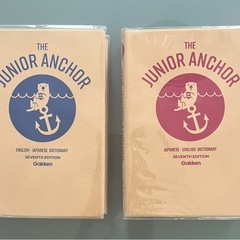 THE
JUNIOR ANCHOR
ENGLISH - JAPANESE DICTIONARY
SEVENTH EDITION
Gakken
THE
JUNIOR ANCHOR
JAPANESE - ENGLISH DICTIONARY
SEVENTH EDITION
Gakken